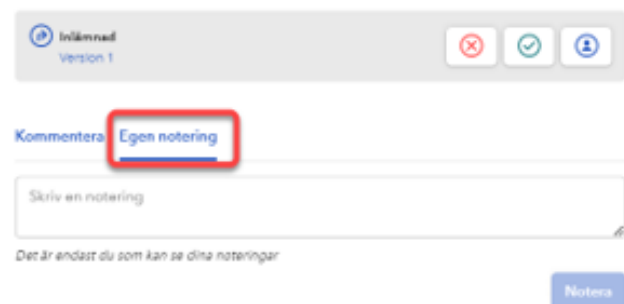 Inlämnad
Version 1
Kommentera Egen notering
Skriv en notering
Det är endast du som kan se dina noteringar
Notera